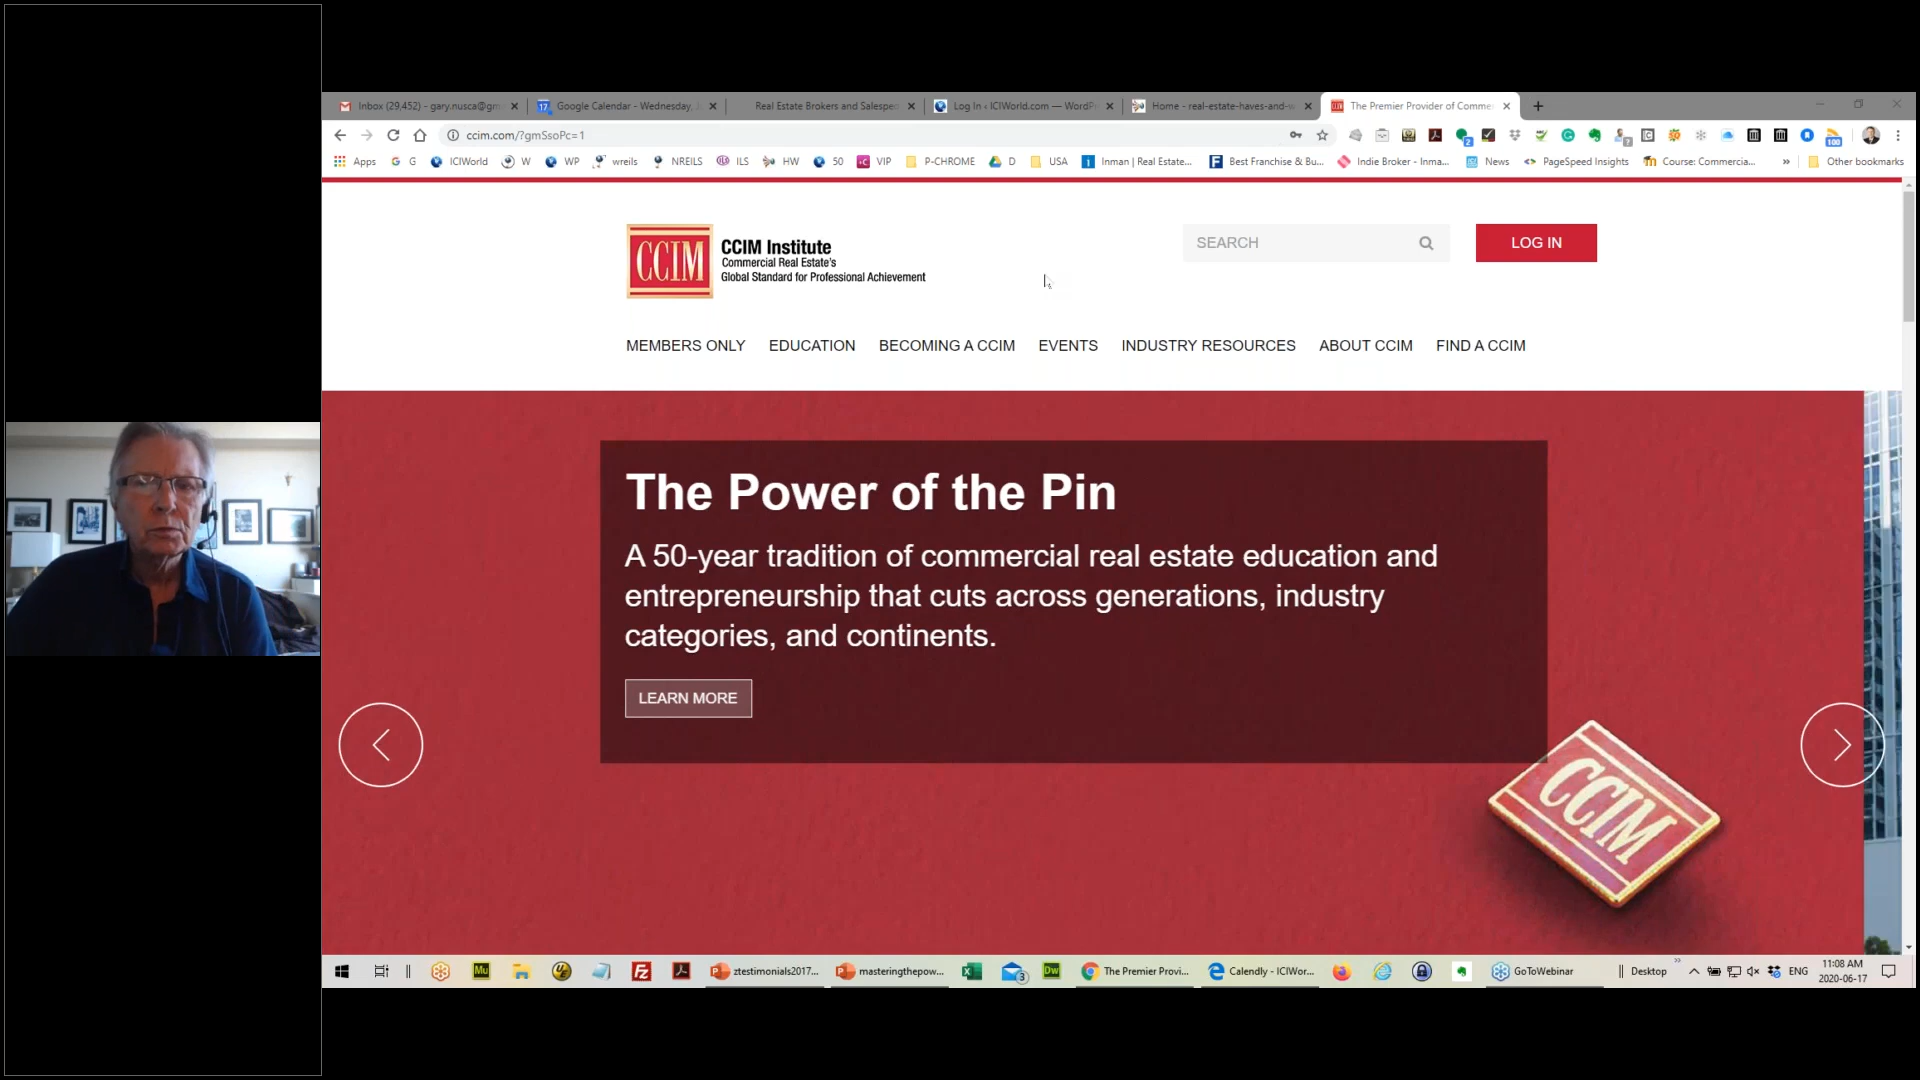 Inbox (29,452) - gary.nusca@gm
Google Calendar - Wednesday, J
Real Estate Brokers and Salespe
Log In ‹ ICIWorld.com — WordP
Home - real-estate-haves-and-w
The Premier Provider of Comme
ccim.com/?gmSsoPc=1
Apps
G
ICIWorld
W
WP
wreils
NREILS
ILS
HW
50
VIP
P-CHROME
D
USA
Inman | Real Estate...
Best Franchise & Bu...
Indie Broker - Inma...
News
PageSpeed Insights
Course: Commercia...
»
Other bookmarks
CCIM
CCIM Institute
Commercial Real Estate's
Global Standard for Professional Achievement
SEARCH
LOG IN
MEMBERS ONLY
EDUCATION
BECOMING A CCIM
EVENTS
INDUSTRY RESOURCES
ABOUT CCIM
FIND A CCIM
The Power of the Pin
A 50-year tradition of commercial real estate education and
entrepreneurship that cuts across generations, industry
categories, and continents.
LEARN MORE
CCIM
Mu
Fz
ztestimonials2017...
masteringthepow...
3
Dw
The Premier Provi...
Calendly - ICIWor...
GoToWebinar
Desktop
»
ENG
11:08 AM
2020-06-17